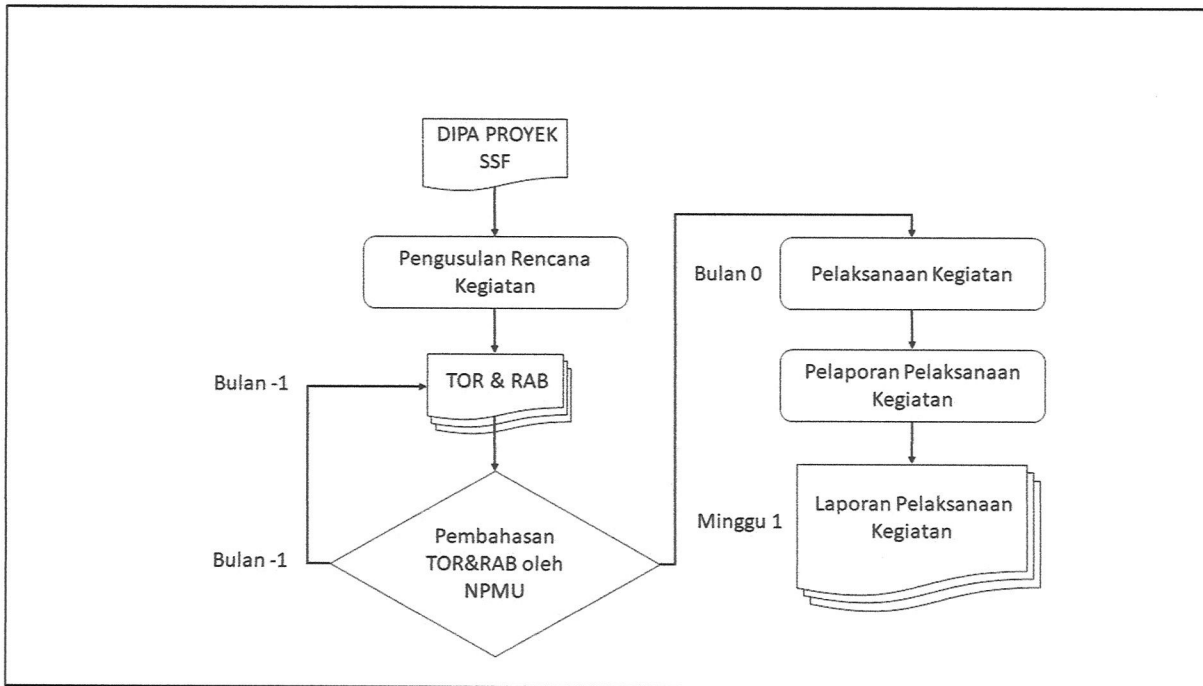 DIPA PROYEK
SSF
Pengusulan Rencana
Kegiatan
Bulan -1
TOR & RAB
Bulan -1
Pembahasan
TOR&RAB oleh
NPMU
Bulan 0
Pelaksanaan Kegiatan
Pelaporan Pelaksanaan
Kegiatan
Minggu 1
Laporan Pelaksanaan
Kegiatan